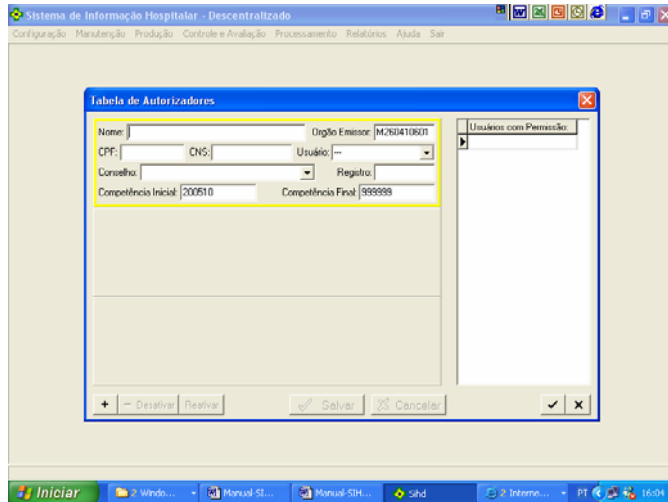 Sistema de Informação Hospitalar - Descentralizado
Configuração Manutenção Produção Controle e Avaliação Processamento Relatórios Ajuda Sair
Tabela de Autorizadores
Nome: Orgão Emissor: M260410601
CPF: CNS: Usuário: ---
Conselho: Registro:
Competência Inicial: 200510 Competência Final: 999999
Usuários com Permissão:
+ - Desativar Reativar Salvar Cancelar
Iniciar 2 Windo... Manual-SI... Manual-SIH... Sihd 2 Interne... PT 16:04